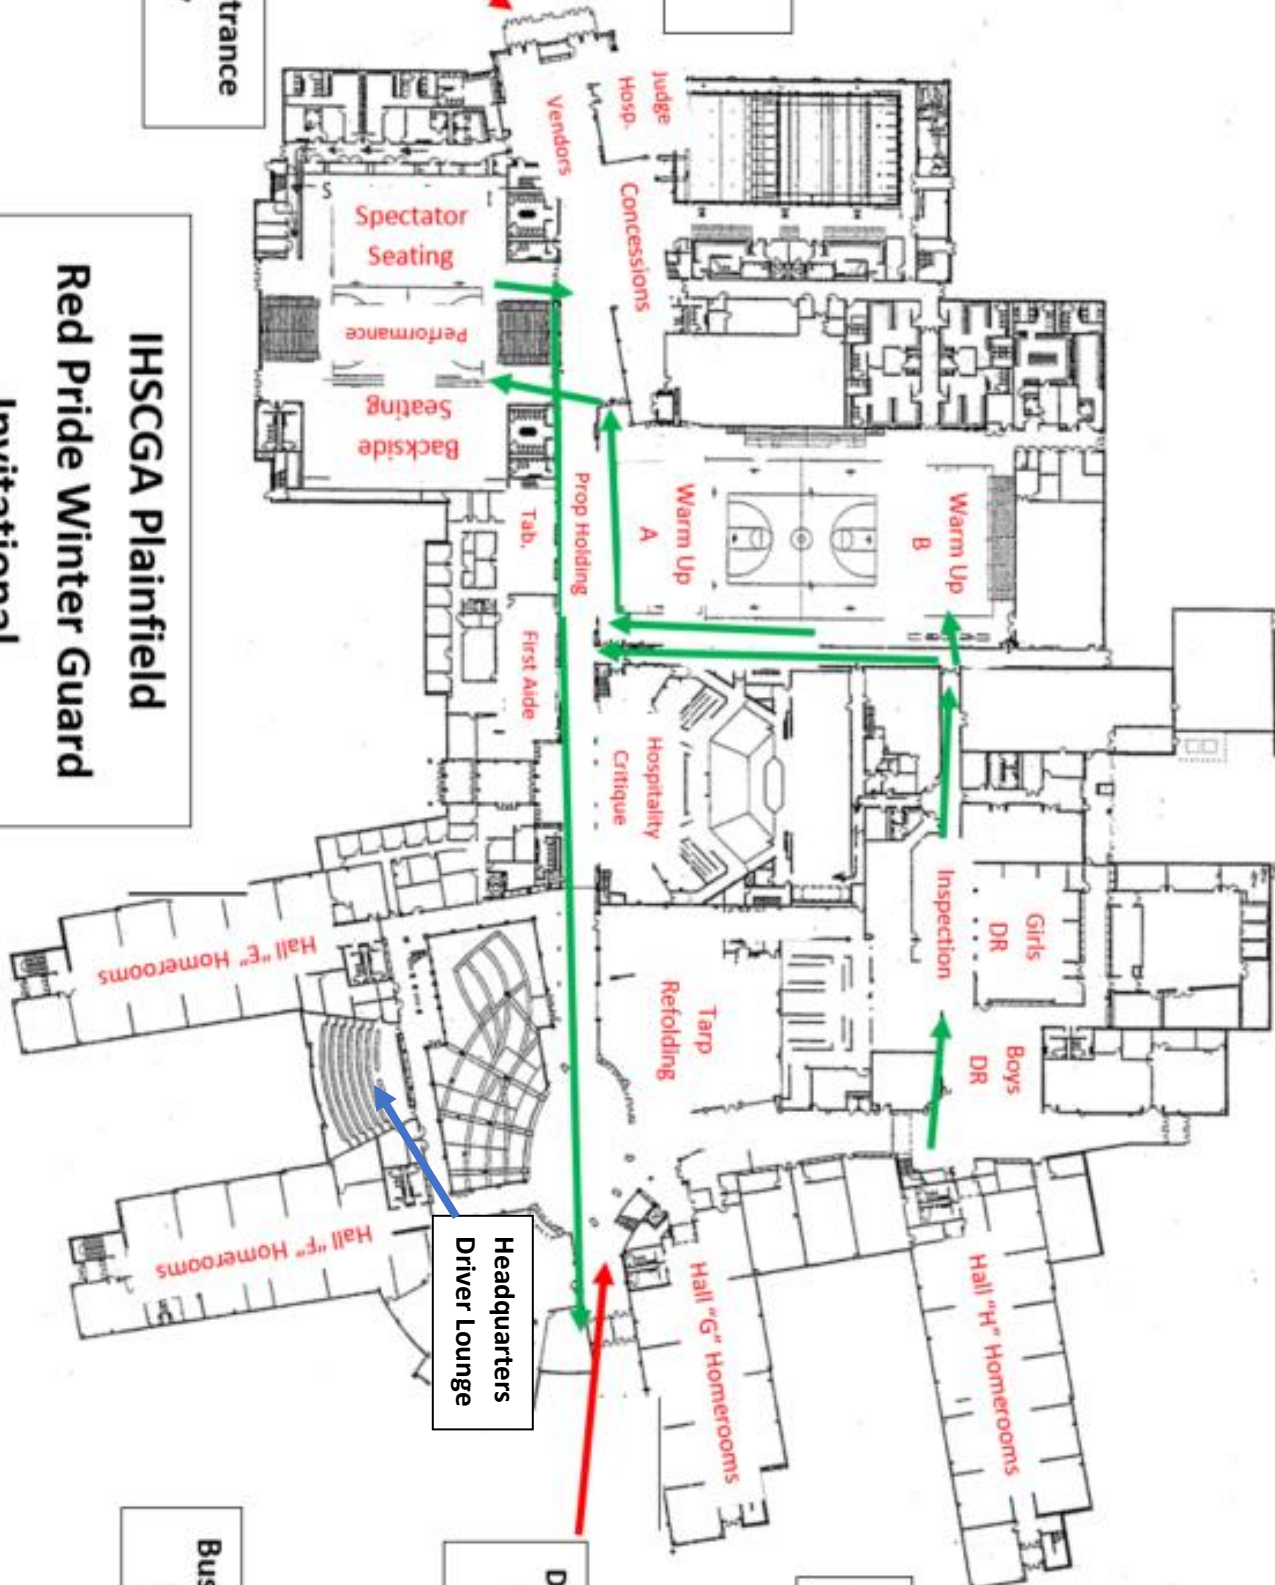 trance
IHSCGA Plainfield
Red Pride Winter Guard
Invitational
Judge
Hosp.
Vendors
Concessions
S
Spectator
Seating
Performance
Backside
Seating
Tab.
Prop Holding
Warm Up
A
Warm Up
B
First Aide
Hospitality
Critique
Inspection
Girls
DR
Boys
DR
Tarp
Refolding
Hall "E" Homerooms
Hall "F" Homerooms
Headquarters
Driver Lounge
Hall "G" Homerooms
Hall "H" Homerooms
Bus
D